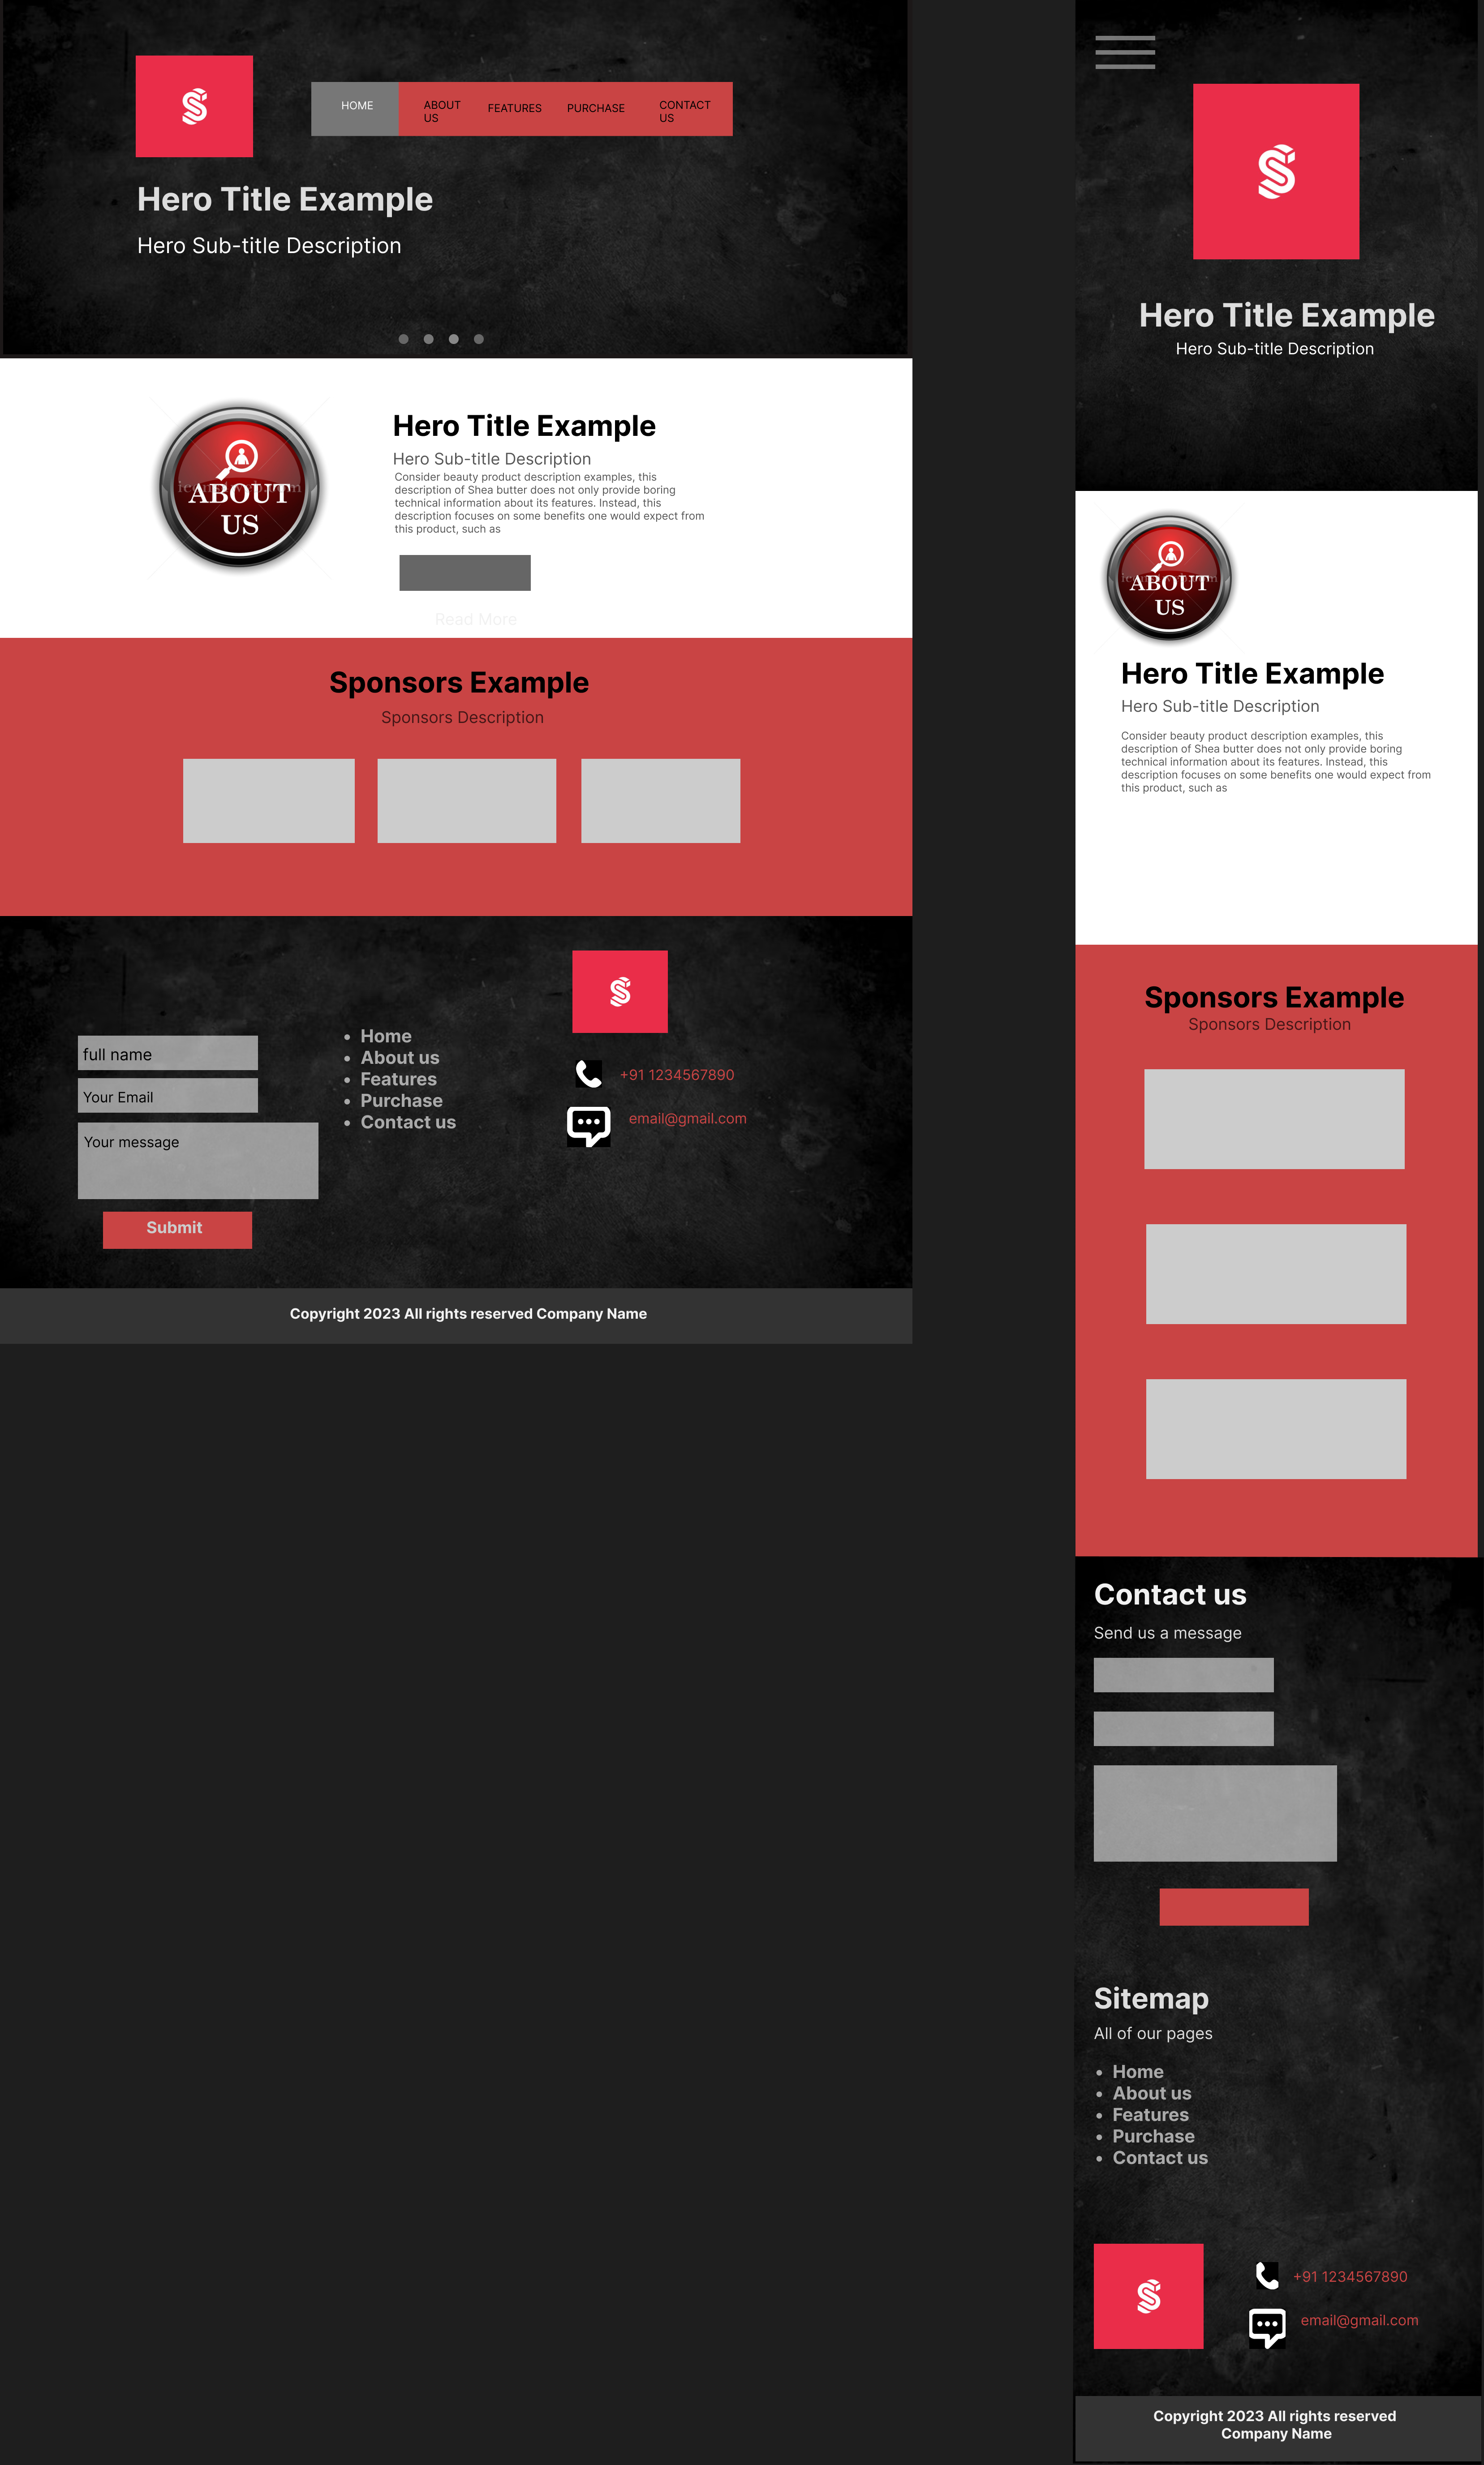 HOME
ABOUT
US
FEATURES
PURCHASE
CONTACT
US
Hero Title Example
Hero Sub-title Description
ABOUT
US
Hero Title Example
Hero Sub-title Description
Consider beauty product description examples, this
description of Shea butter does not only provide boring
technical information about its features. Instead, this
description focuses on some benefits one would expect from
this product, such as
Read More
Sponsors Example
Sponsors Description
full name
Your Email
Your message
Submit
• Home
• About us
• Features
• Purchase
• Contact us
+91 1234567890
email@gmail.com
Copyright 2023 All rights reserved Company Name
Hero Title Example
Hero Sub-title Description
ABOUT
US
Hero Title Example
Hero Sub-title Description
Consider beauty product description examples, this
description of Shea butter does not only provide boring
technical information about its features. Instead, this
description focuses on some benefits one would expect from
this product, such as
Sponsors Example
Sponsors Description
Contact us
Send us a message
Sitemap
All of our pages
• Home
• About us
• Features
• Purchase
• Contact us
+91 1234567890
email@gmail.com
Copyright 2023 All rights reserved
Company Name